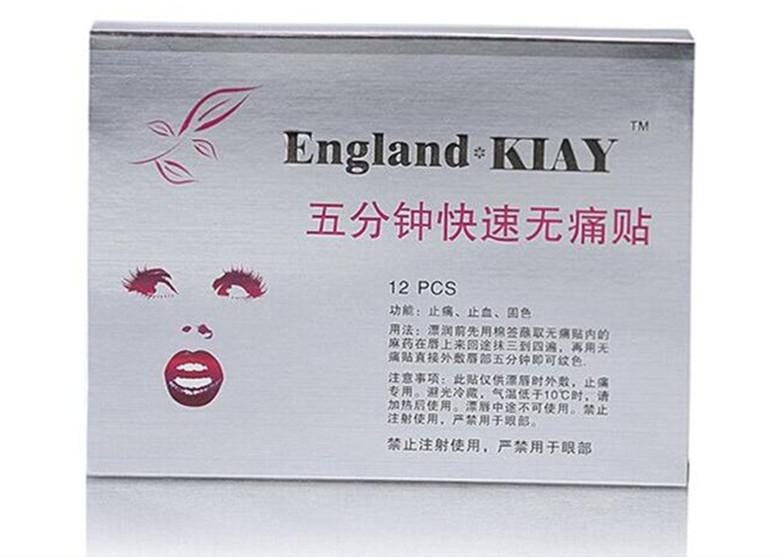 England*KIAY TM
五分钟快速无痛贴
12 PCS
功能：止痛、止血、固色
用法：漂润前先用棉签蘸取无痛贴内的
麻药在唇上来回途抹三到四遍，再用无
痛贴直接外敷唇部五分钟即可纹色.
注意事项：此贴仅供漂唇时外敷，止痛
专用。避光冷藏，气温低于10℃时，请
加热后使用。漂唇中途不可使用。禁止
注射使用，严禁用于眼部。
禁止注射使用，严禁用于眼部